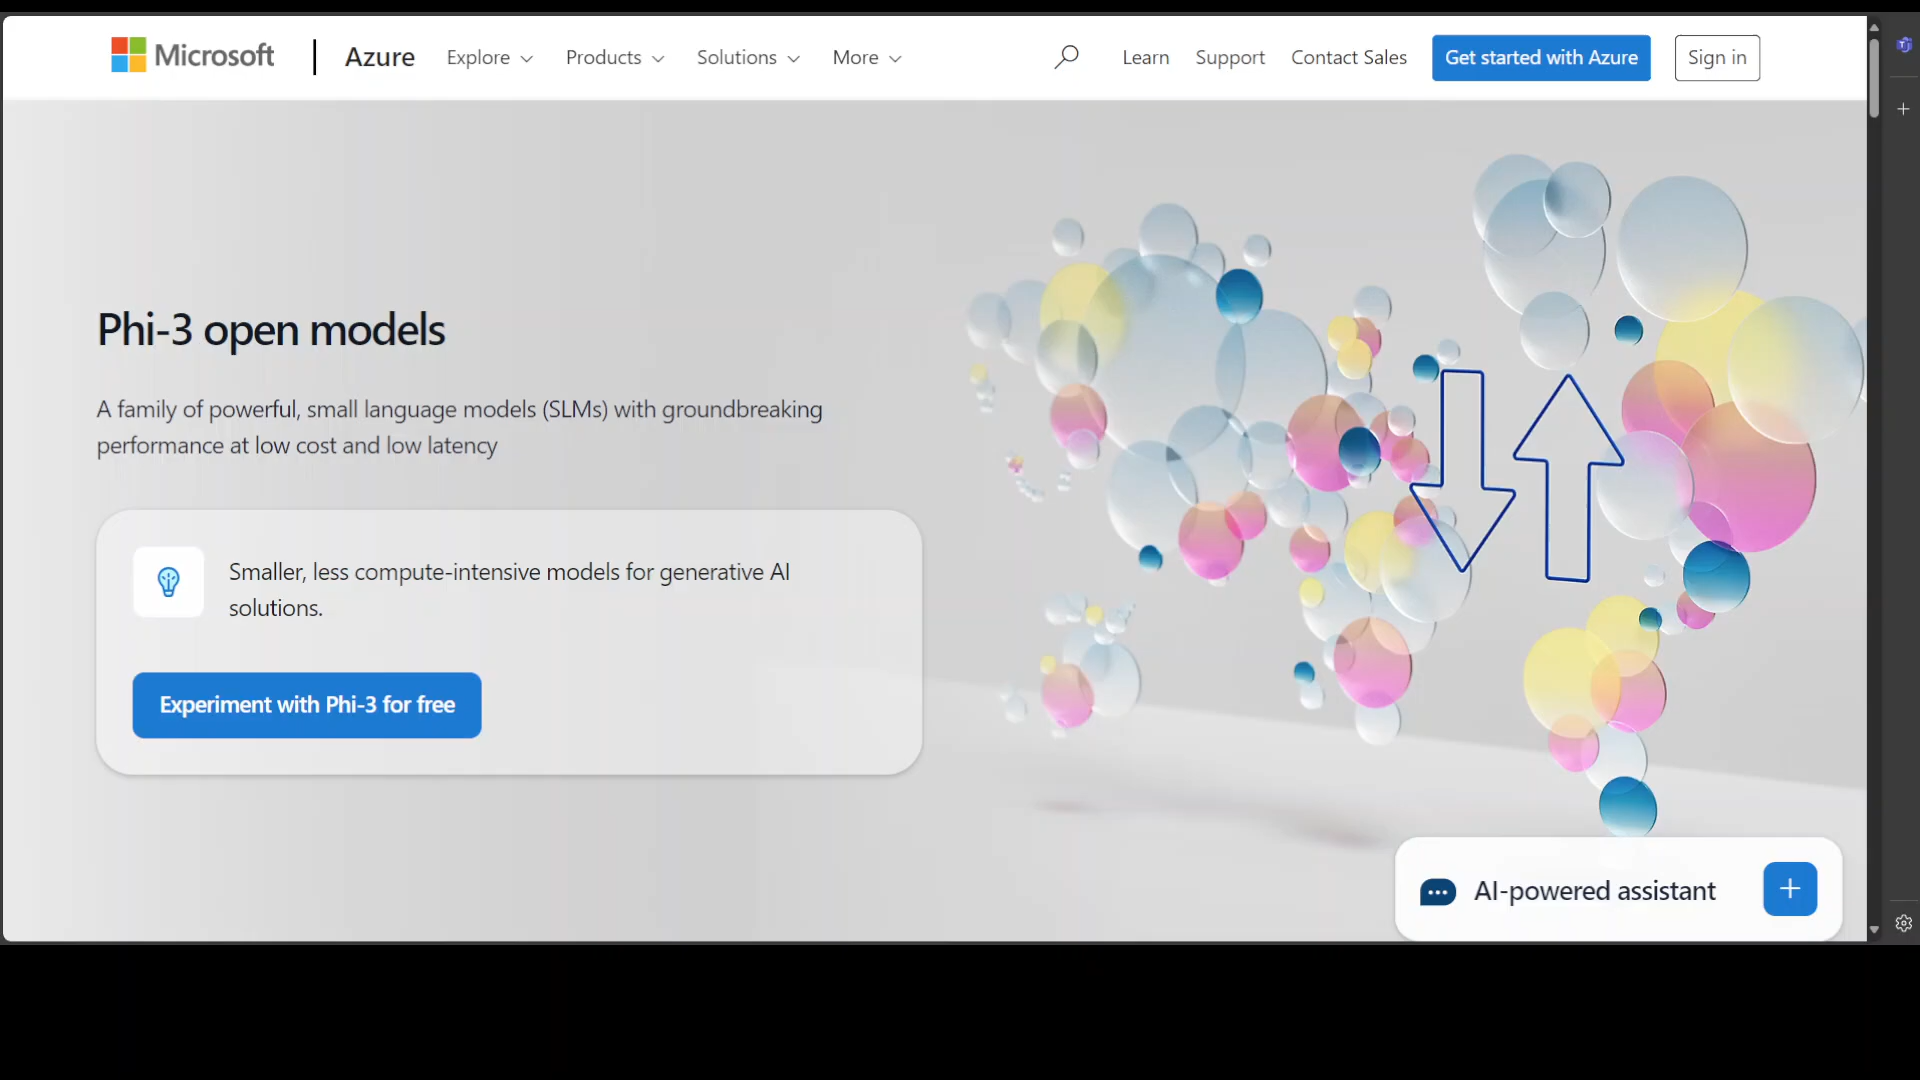 Microsoft
Azure
Explore
Products
Solutions
More
Learn
Support
Contact Sales
Get started with Azure
Sign in
Phi-3 open models
A family of powerful, small language models (SLMs) with groundbreaking
performance at low cost and low latency
Smaller, less compute-intensive models for generative AI
solutions.
Experiment with Phi-3 for free
AI-powered assistant